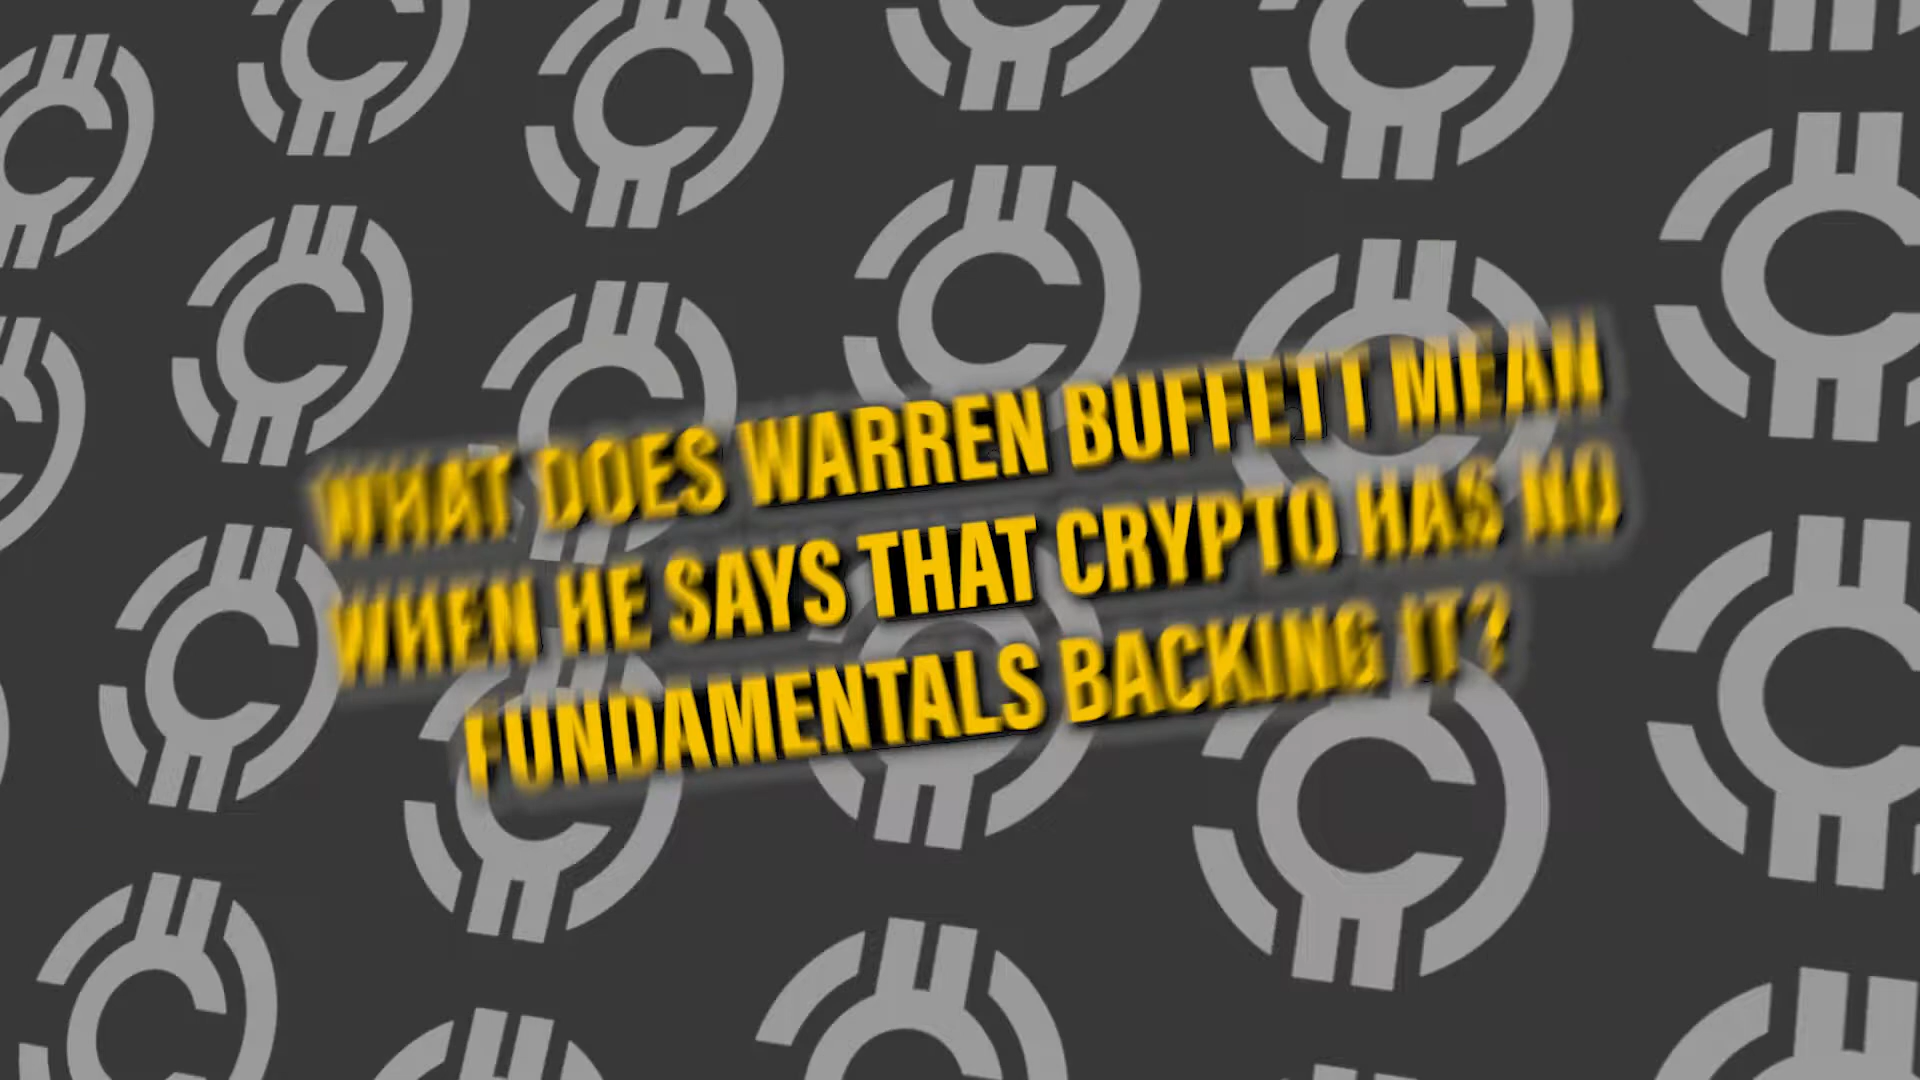 WHAT DOES WARREN BUFFETT MEAN
WHEN HE SAYS THAT CRYPTO HAS NO
FUNDAMENTALS BACKING IT?